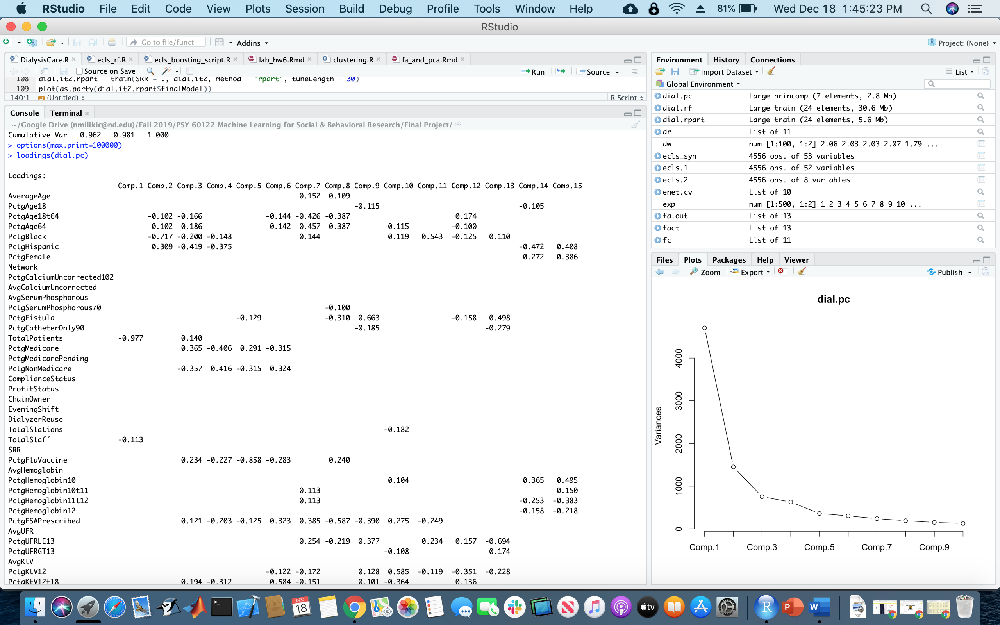 RStudio File Edit Code View Plots Session Build Debug Profile Tools Window Help 81% Wed Dec 18 1:45:23 PM
RStudio
Go to file/funct Addins Project: (None)
DialysisCare.R ecls_rf.R ecls_boosting_script.R lab_hw6.Rmd clustering.R fa_and_pca.Rmd
Source on Save Run Source
108 dial.it2.rpart = train(SRR ~ ., dial.it2, method = "rpart", tuneLength = 30)
109 plot(as.party(dial.it2.rpart$finalModel))
140:1 # (Untitled) R Script
Console Terminal
~/Google Drive (nmilikic@nd.edu)/Fall 2019/PSY 60122 Machine Learning for Social & Behavioral Research/Final Project/
Cumulative Var 0.962 0.981 1.000
> options(max.print=100000)
> loadings(dial.pc)
Loadings:
Comp.1 Comp.2 Comp.3 Comp.4 Comp.5 Comp.6 Comp.7 Comp.8 Comp.9 Comp.10 Comp.11 Comp.12 Comp.13 Comp.14 Comp.15
AverageAge 0.152 0.109
PctgAge18 -0.115 -0.105
PctgAge18t64 -0.102 -0.166 -0.144 -0.426 -0.387 0.174
PctgAge64 0.102 0.186 0.142 0.457 0.387 0.115 -0.100
PctgBlack -0.717 -0.200 -0.148 0.144 0.119 0.543 -0.125 0.110
PctgHispanic 0.309 -0.419 -0.375 -0.472 0.408
PctgFemale 0.272 0.386
Network
PctgCalciumUncorrected102
AvgCalciumUncorrected
AvgSerumPhosphorous
PctgSerumPhosphorous70 -0.100
PctgFistula -0.129 -0.310 0.663 -0.158 0.498
PctgCatheterOnly90 -0.185 -0.279
TotalPatients -0.977 0.140
PctgMedicare 0.365 -0.406 0.291 -0.315
PctgMedicarePending
PctgNonMedicare -0.357 0.416 -0.315 0.324
ComplianceStatus
ProfitStatus
ChainOwner
EveningShift
DialyzerReuse
TotalStations -0.182
TotalStaff -0.113
SRR
PctgFluVaccine 0.234 -0.227 -0.858 -0.283 0.240
AvgHemoglobin
PctgHemoglobin10 0.104 0.365 0.495
PctgHemoglobin10t11 0.113 0.150
PctgHemoglobin11t12 0.113 -0.253 -0.383
PctgHemoglobin12 -0.158 -0.218
PctgESAPrescribed 0.121 -0.203 -0.125 0.323 0.385 -0.587 -0.390 0.275 -0.249
AvgUFR
PctgUFRLE13 0.254 -0.219 0.377 0.234 0.157 -0.694
PctgUFRGT13 -0.108 0.174
AvgKtV
PctgKtV12 -0.122 -0.172 0.128 0.585 -0.119 -0.351 -0.228
PctgKtV12t18 0.194 -0.312 0.584 -0.151 0.101 -0.364 0.136
Environment History Connections
Import Dataset List
Global Environment
dial.pc Large princomp (7 elements, 2.8 Mb)
dial.rf Large train (24 elements, 30.6 Mb)
dial.rpart Large train (24 elements, 5.6 Mb)
dr List of 11
dw num [1:100, 1:2] 2.06 2.03 2.03 2.07 1.79 ...
ecls_syn 4556 obs. of 53 variables
ecls.1 4556 obs. of 52 variables
ecls.2 4556 obs. of 8 variables
enet.cv List of 10
exp num [1:500, 1:2] 1 2 3 4 5 6 7 8 9 10 ...
fa.out List of 13
fact List of 13
fc List of 11
Files Plots Packages Help Viewer
Zoom Export Publish
dial.pc
Variances
4000
3000
2000
1000
0
Comp.1 Comp.3 Comp.5 Comp.7 Comp.9
DEC
18
3D
tv
R
P
W
PDF